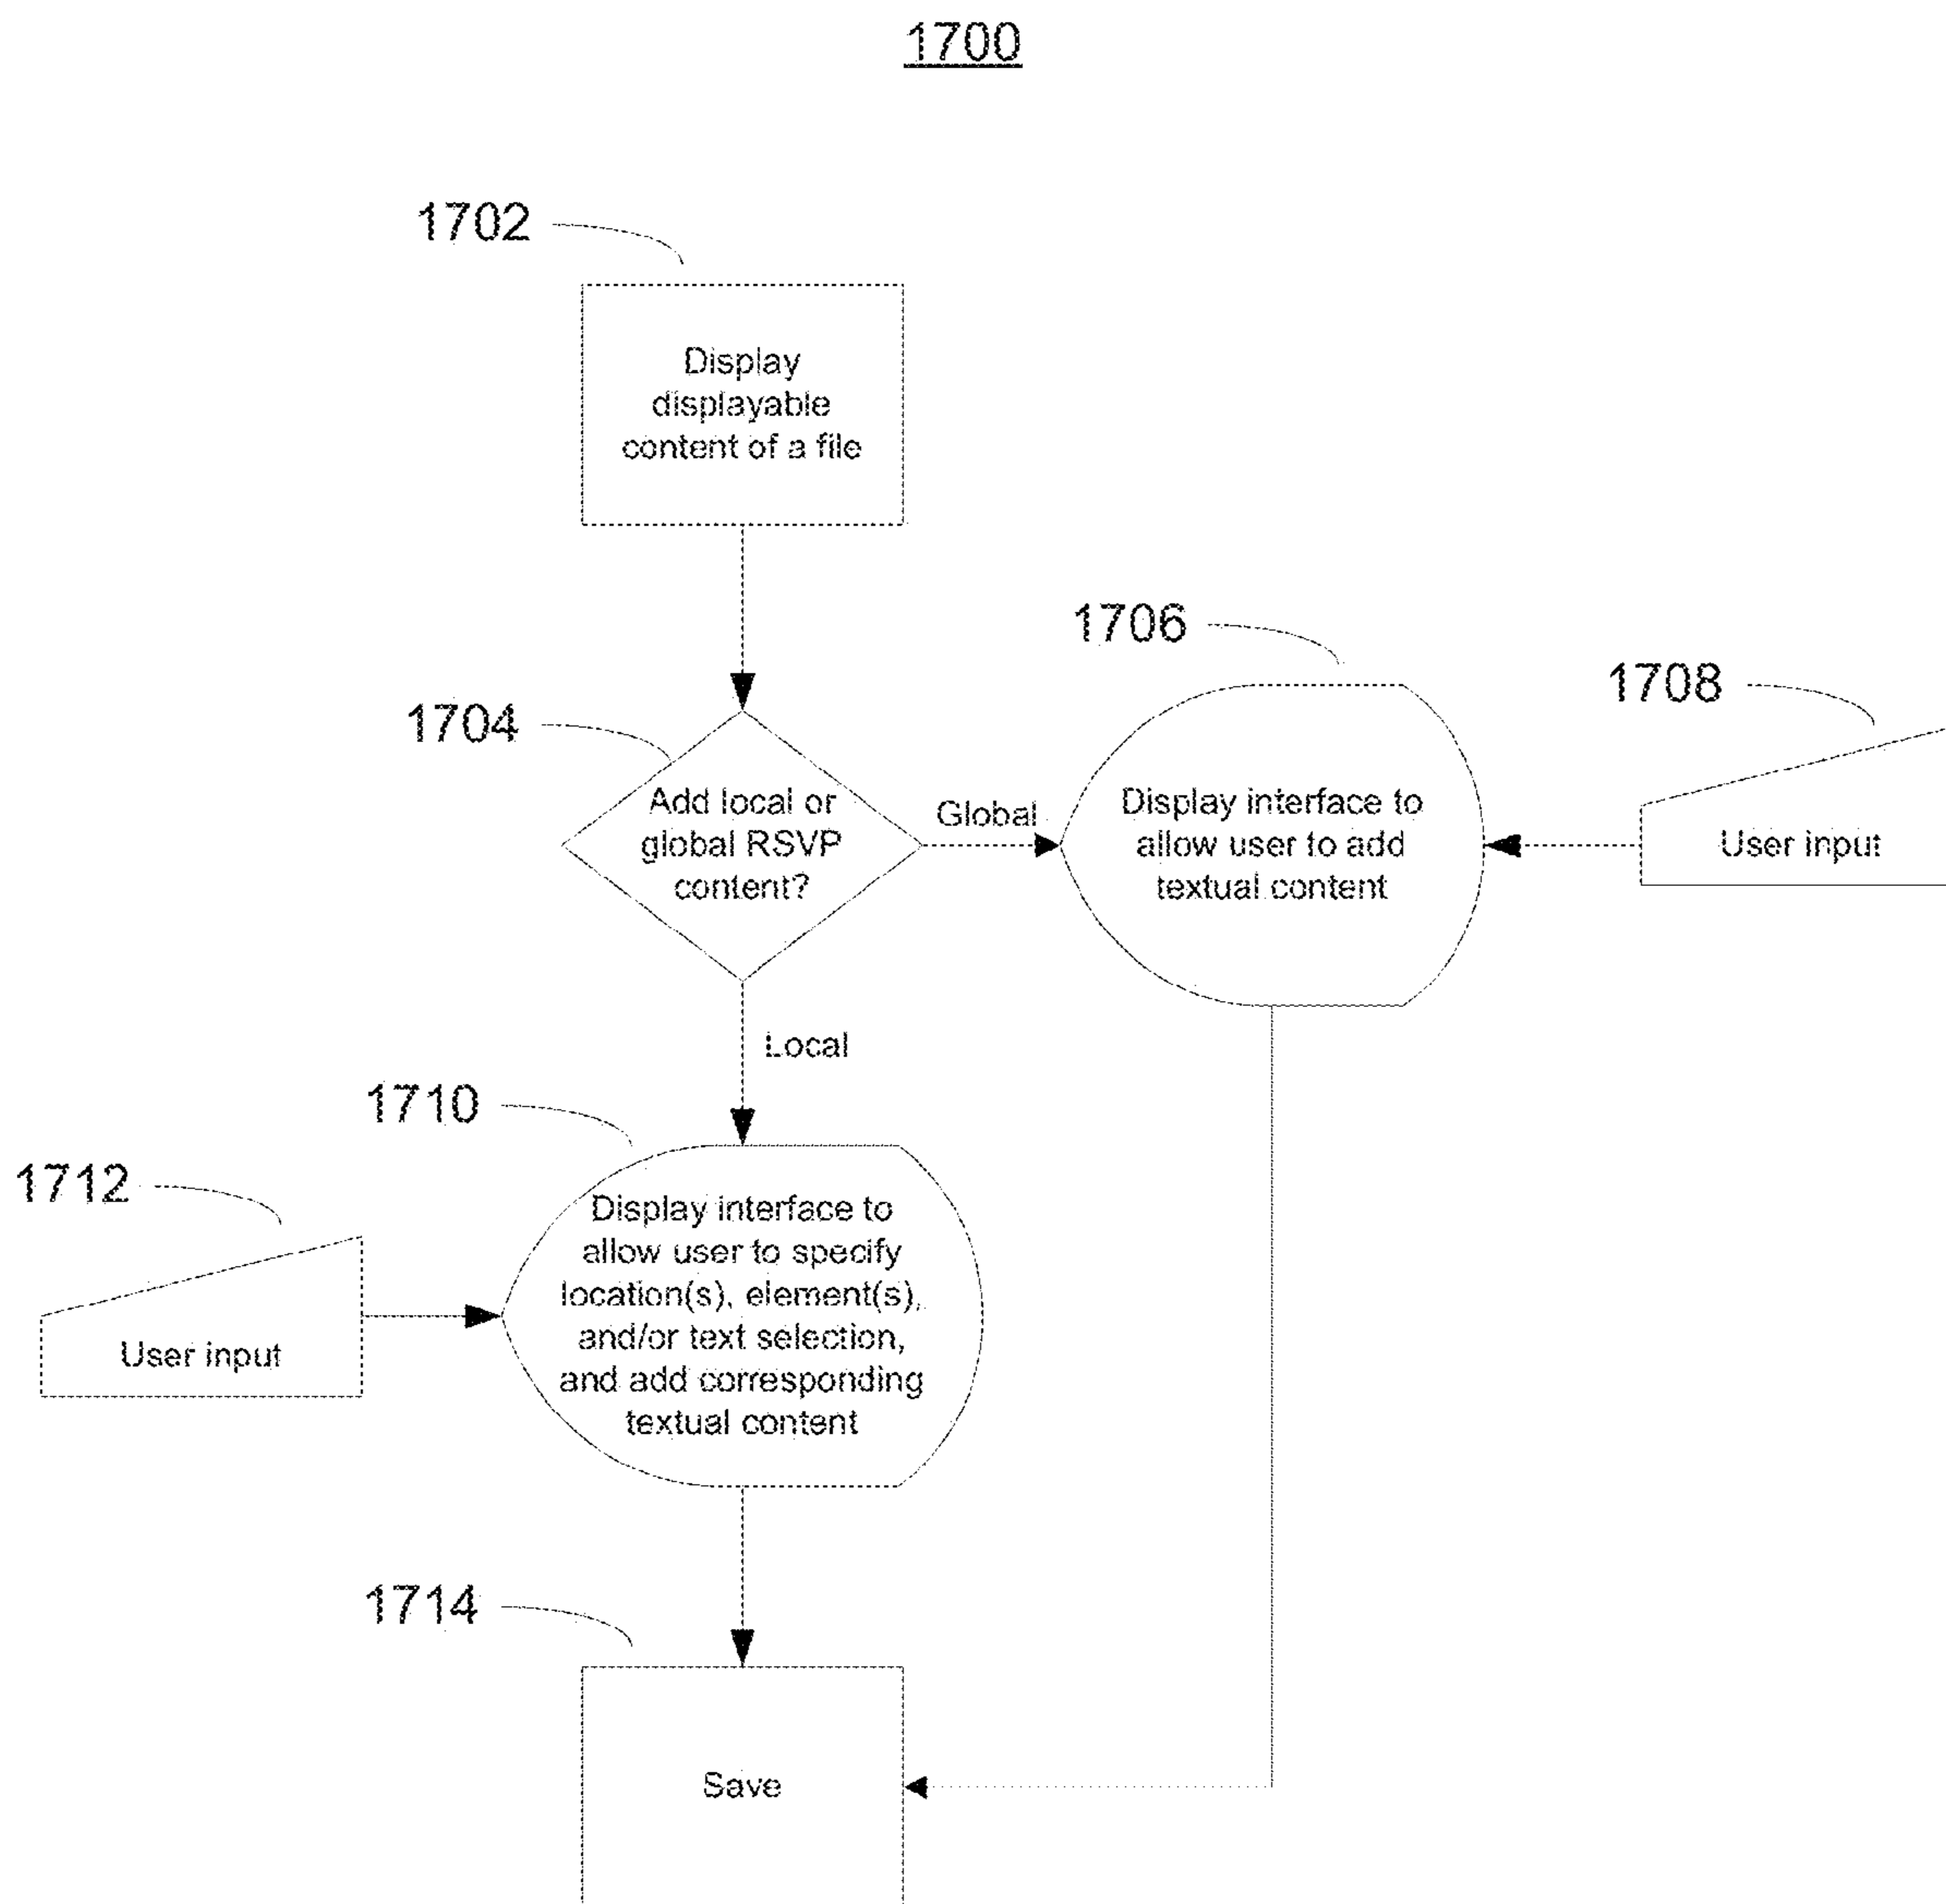 1700
1702
Display
displayable
content of a file
1706
1708
1704
Add local or
global RSVP
content?
Global
Display interface to
allow user to add
textual content
User input
Local
1710
1712
Display interface to
allow user to specify
location(s), element(s),
and/or text selection,
and add corresponding
textual content
User input
1714
Save